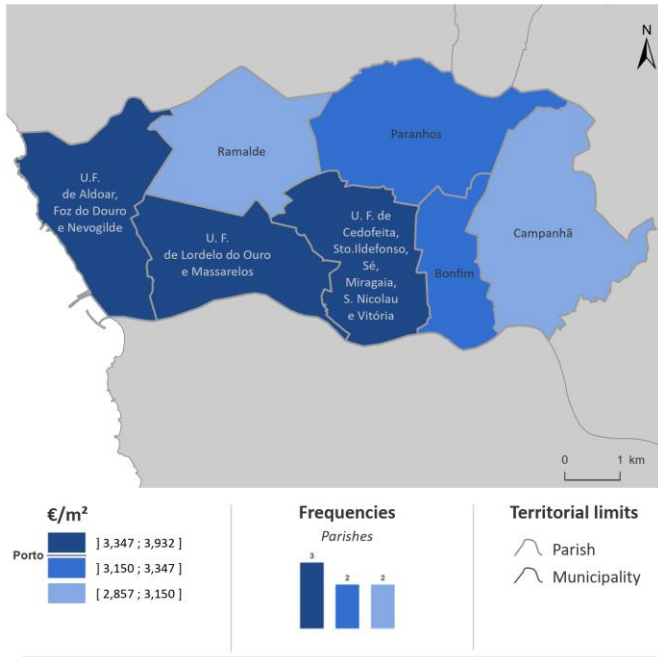 N
Paranhos
Ramalde
U.F.
de Aldoar,
Foz do Douro
e Nevogilde
U. F. de
Cedofeita,
Sto.Ildefonso,
Sé,
Miragaia,
S. Nicolau
e Vitória
Campanhã
U. F.
de Lordelo do Ouro
e Massarelos
Bonfim
0 1 km
€/m²
] 3,347 ; 3,932 ]
Porto
] 3,150 ; 3,347 ]
[ 2,857 ; 3,150 ]
Frequencies
Parishes
3
2 2
Territorial limits
Parish
Municipality